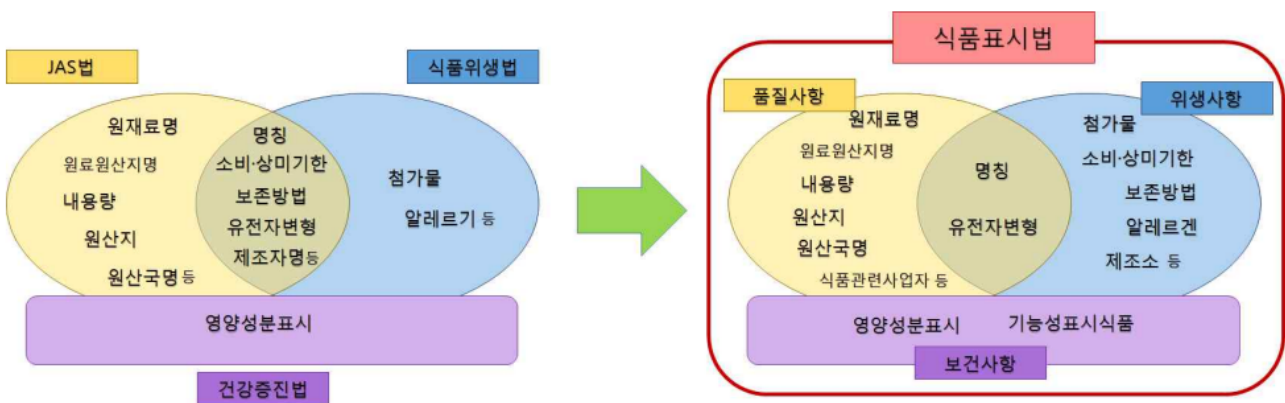 JAS법
식품위생법
원재료명
원료원산지명
내용량
원산지
원산국명 등
명칭
소비·상미기한
보존방법
유전자변형
제조자명등
첨가물
알레르기 등
영양성분표시
건강증진법
식품표시법
품질사항
위생사항
원재료명
원료원산지명
내용량
원산지
원산국명
식품관련사업자 등
명칭
유전자변형
첨가물
소비·상미기한
보존방법
알레르겐
제조소 등
영양성분표시
기능성표시식품
보건사항